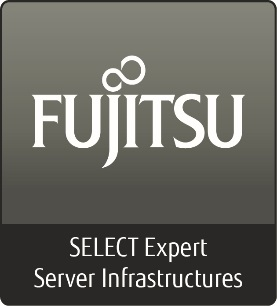 FUJITSU
SELECT Expert
Server Infrastructures